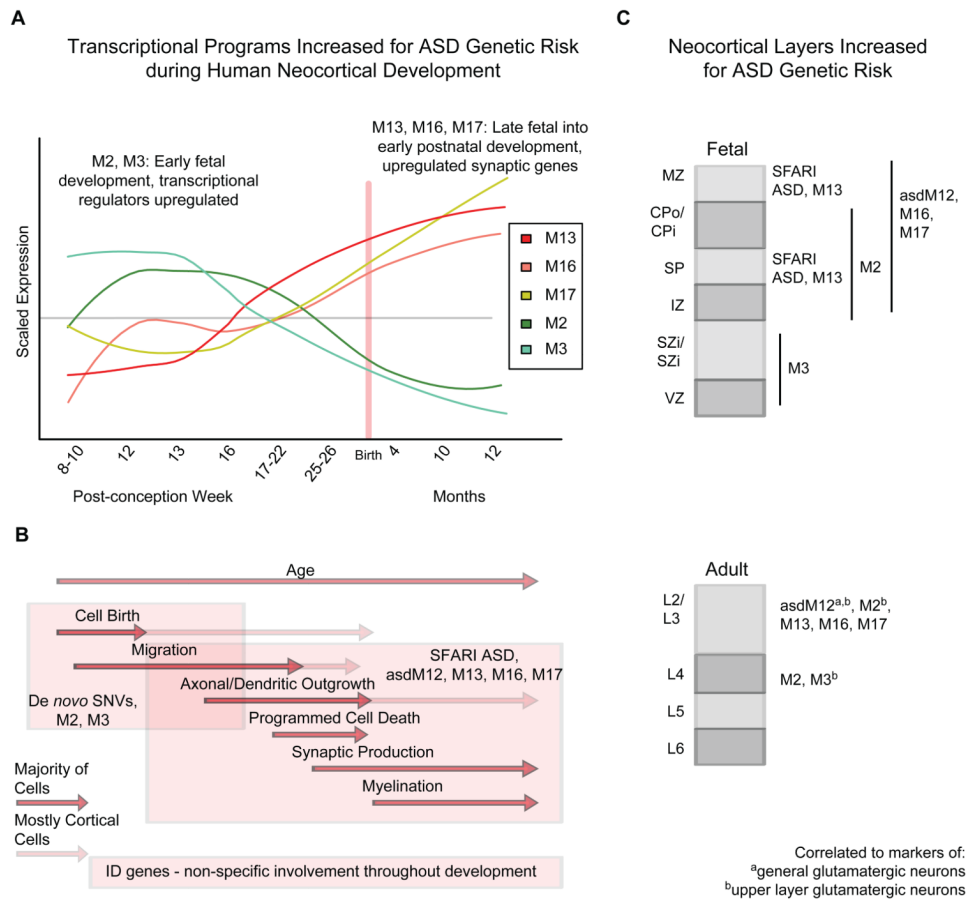 A
Transcriptional Programs Increased for ASD Genetic Risk
during Human Neocortical Development
Scaled Expression
M2, M3: Early fetal
development, transcriptional
regulators upregulated
M13, M16, M17: Late fetal into
early postnatal development,
upregulated synaptic genes
M13
M16
M17
M2
M3
8-10
12
13
16
17-22
25-26
Birth
4
10
12
Post-conception Week
Months
B
Age
Cell Birth
Migration
SFARI ASD,
asdM12, M13, M16, M17
Axonal/Dendritic Outgrowth
De novo SNVs,
M2, M3
Programmed Cell Death
Synaptic Production
Myelination
Majority of
Cells
Mostly Cortical
Cells
ID genes - non-specific involvement throughout development
C
Neocortical Layers Increased
for ASD Genetic Risk
Fetal
MZ
SFARI
ASD, M13
CPo/
CPi
SP
SFARI
ASD, M13
IZ
SZi/
SZi
VZ
M2
asdM12,
M16,
M17
M3
Adult
L2/
L3
asdM12a,b, M2b,
M13, M16, M17
L4
M2, M3b
L5
L6
Correlated to markers of:
ageneral glutamatergic neurons
bupper layer glutamatergic neurons